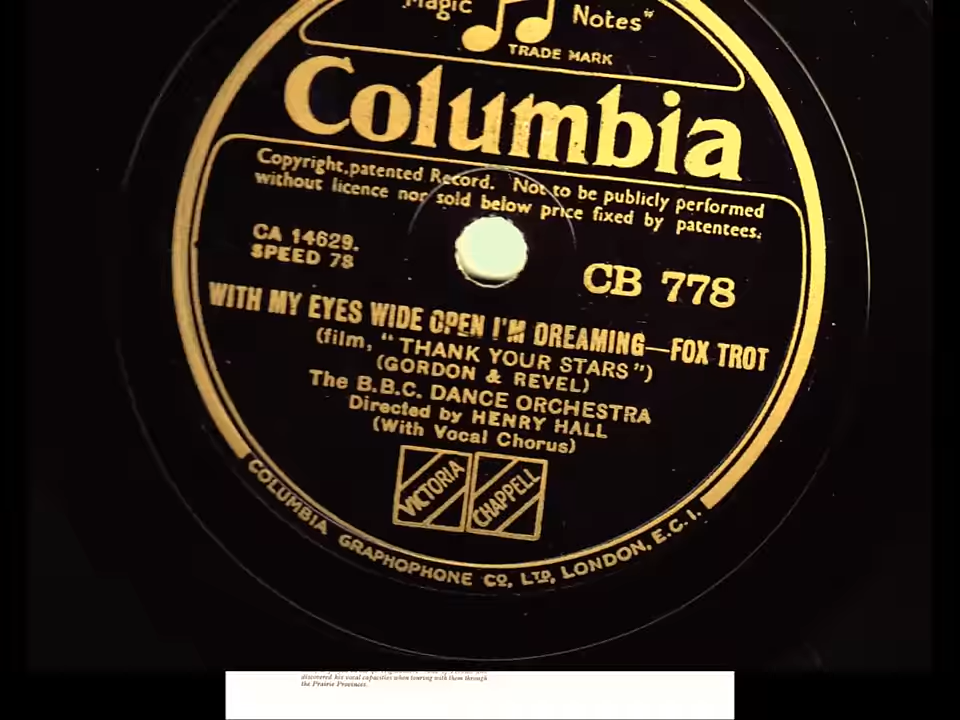 Magic Notes"
TRADE MARK
Columbia
Copyright, patented Record. Not to be publicly performed
without licence nor sold below price fixed by patentees.
CA 14629.
SPEED 78
CB 778
WITH MY EYES WIDE OPEN I'M DREAMING—FOX TROT
(film, "THANK YOUR STARS")
(GORDON & REVEL)
The B.B.C. DANCE ORCHESTRA
Directed by HENRY HALL
(With Vocal Chorus)
VICTORIA CHAPPELL
COLUMBIA GRAPHOPHONE CO, LTD, LONDON, E.C.1.
discovered his vocal capacities when touring with them through
the Prairie Provinces.